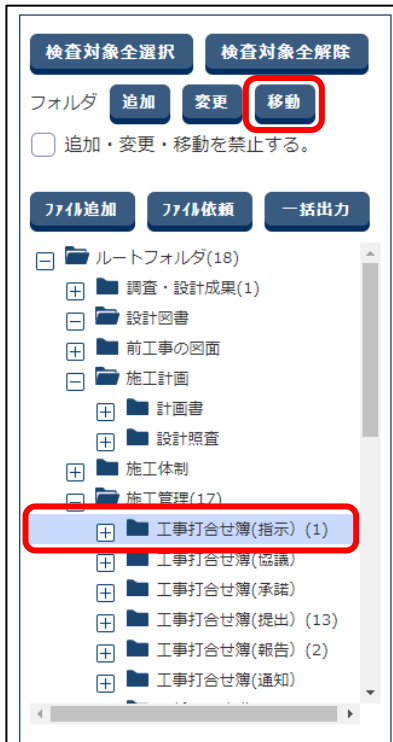 検査対象全選択 検査対象全解除
フォルダ 追加 変更 移動
追加・変更・移動を禁止する。
ﾌｧｲﾙ追加 ﾌｧｲﾙ依頼 一括出力
ルートフォルダ(18)
調査・設計成果(1)
設計図書
前工事の図面
施工計画
計画書
設計照査
施工体制
施工管理(17)
工事打合せ簿(指示）(1)
工事打合せ簿(協議）
工事打合せ簿(承諾）
工事打合せ簿(提出）(13)
工事打合せ簿(報告）(2)
工事打合せ簿(通知）